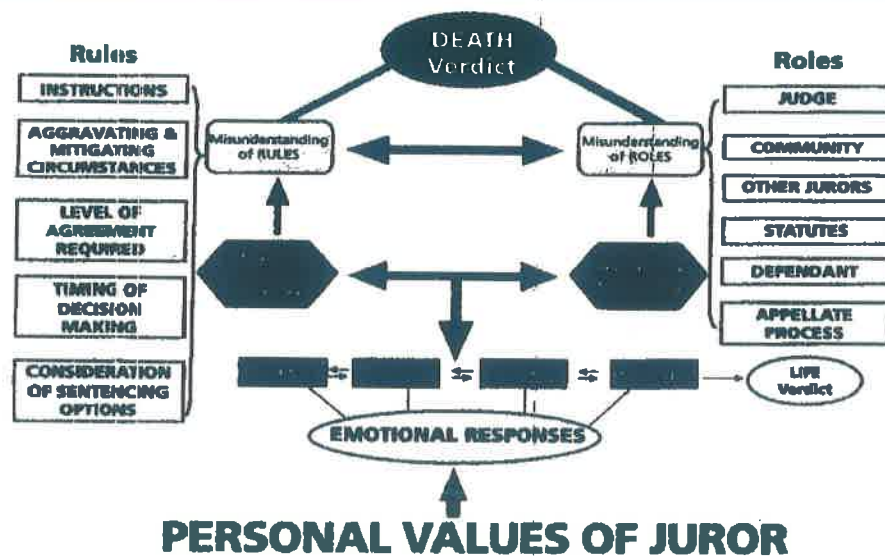 DEATH
Verdict
Rules
INSTRUCTIONS
AGGRAVATING &
MITIGATING
CIRCUMSTANCES
LEVEL OF
AGREEMENT
REQUIRED
TIMING OF
DECISION
MAKING
CONSIDERATION
OF SENTENCING
OPTIONS
Misunderstanding
of RULES
Misunderstanding
of ROLES
Roles
JUDGE
COMMUNITY
OTHER JURORS
STATUTES
DEFENDANT
APPELLATE
PROCESS
LIFE
Verdict
EMOTIONAL RESPONSES
PERSONAL VALUES OF JUROR